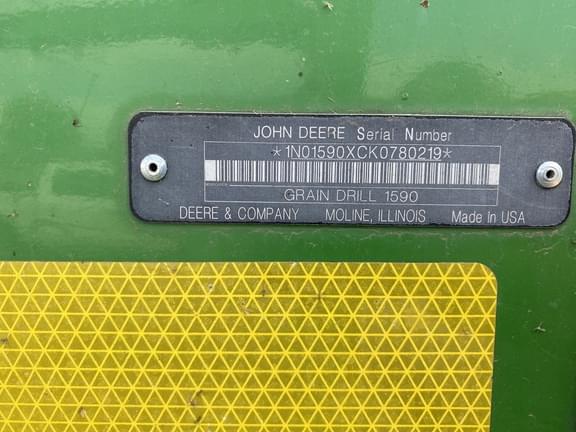 JOHN DEERE Serial Number
*1N01590XCK0780219*
GRAIN DRILL 1590
DEERE & COMPANY MOLINE, ILLINOIS Made In USA